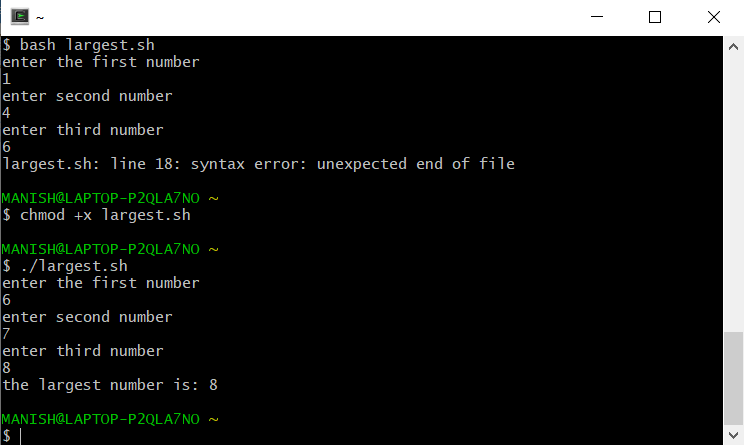 ~
$ bash largest.sh
enter the first number
1
enter second number
4
enter third number
6
largest.sh: line 18: syntax error: unexpected end of file
MANISH@LAPTOP-P2QLA7NO ~
$ chmod +x largest.sh
MANISH@LAPTOP-P2QLA7NO ~
$ ./largest.sh
enter the first number
6
enter second number
7
enter third number
8
the largest number is: 8
MANISH@LAPTOP-P2QLA7NO ~
$